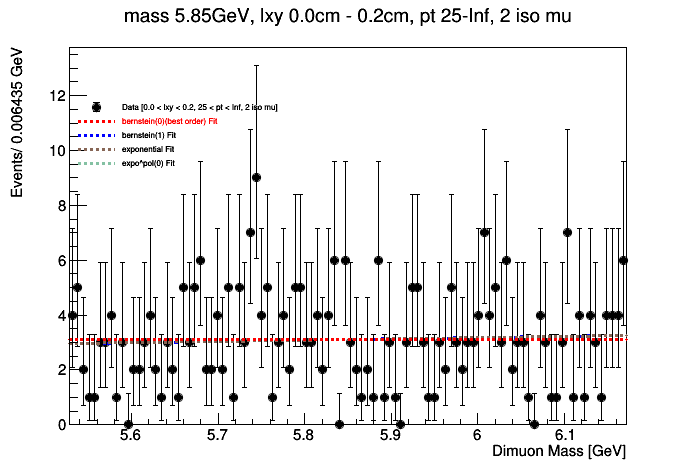 mass 5.85GeV, lxy 0.0cm - 0.2cm, pt 25-Inf, 2 iso mu
Events/ 0.006435 GeV
12
10
8
6
4
2
0
Data [0.0 < lxy < 0.2, 25 < pt < Inf, 2 iso mu]
bernstein(0)(best order) Fit
bernstein(1) Fit
exponential Fit
expo*pol(0) Fit
5.6 5.7 5.8 5.9 6 6.1
Dimuon Mass [GeV]